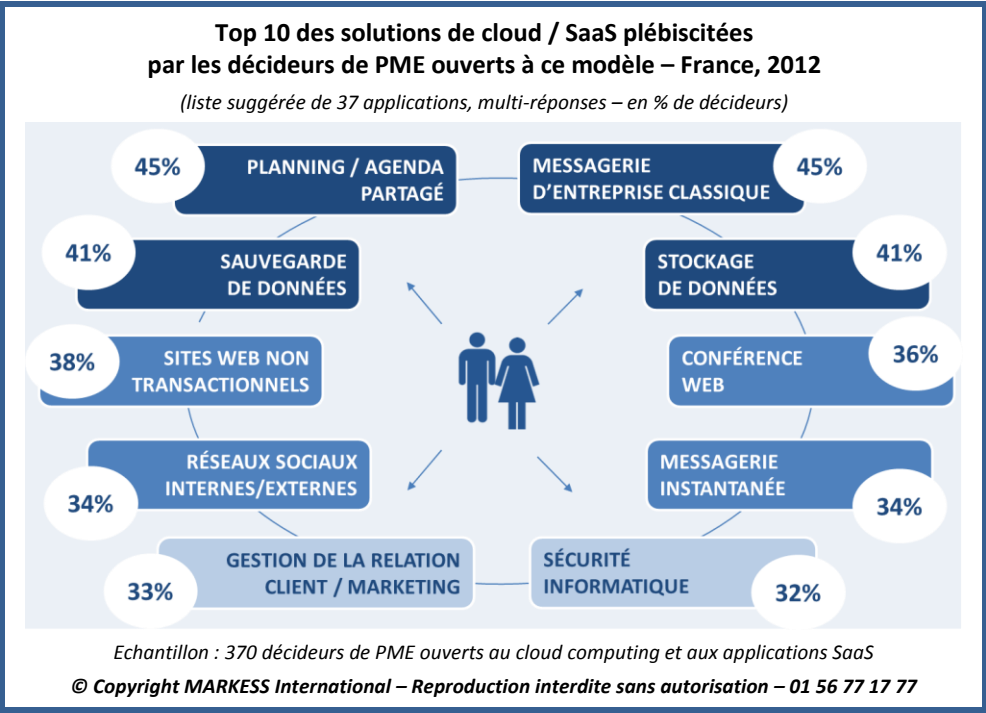 Top 10 des solutions de cloud / SaaS plébiscitées
par les décideurs de PME ouverts à ce modèle – France, 2012
(liste suggérée de 37 applications, multi-réponses – en % de décideurs)
45%
PLANNING / AGENDA
PARTAGÉ
MESSAGERIE
D'ENTREPRISE CLASSIQUE
45%
41%
SAUVEGARDE
DE DONNÉES
STOCKAGE
DE DONNÉES
41%
38%
SITES WEB NON
TRANSACTIONNELS
CONFÉRENCE
WEB
36%
RÉSEAUX SOCIAUX
INTERNES/EXTERNES
34%
MESSAGERIE
INSTANTANÉE
34%
GESTION DE LA RELATION
CLIENT / MARKETING
33%
SÉCURITÉ
INFORMATIQUE
32%
Echantillon : 370 décideurs de PME ouverts au cloud computing et aux applications SaaS
© Copyright MARKESS International – Reproduction interdite sans autorisation – 01 56 77 17 77